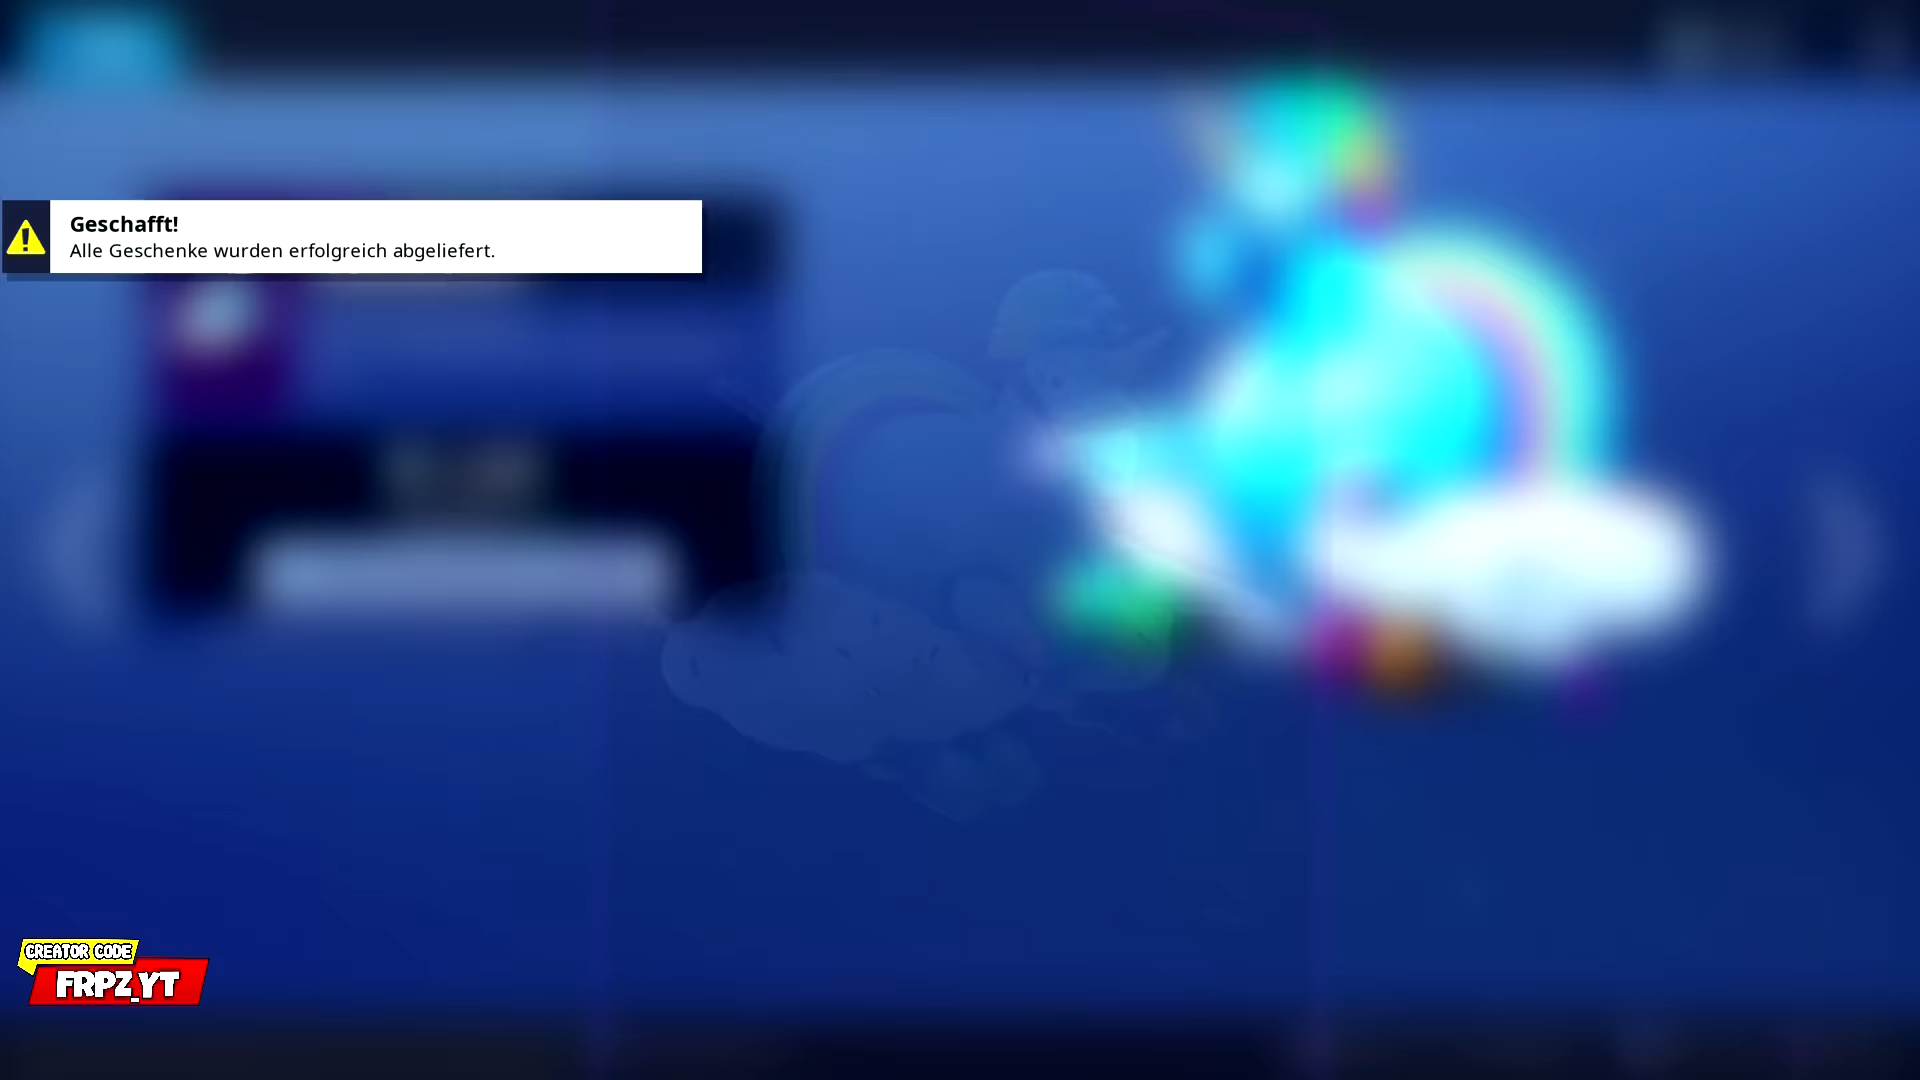 Geschafft!
Alle Geschenke wurden erfolgreich abgeliefert.
CREATOR CODE
FRPZ_YT